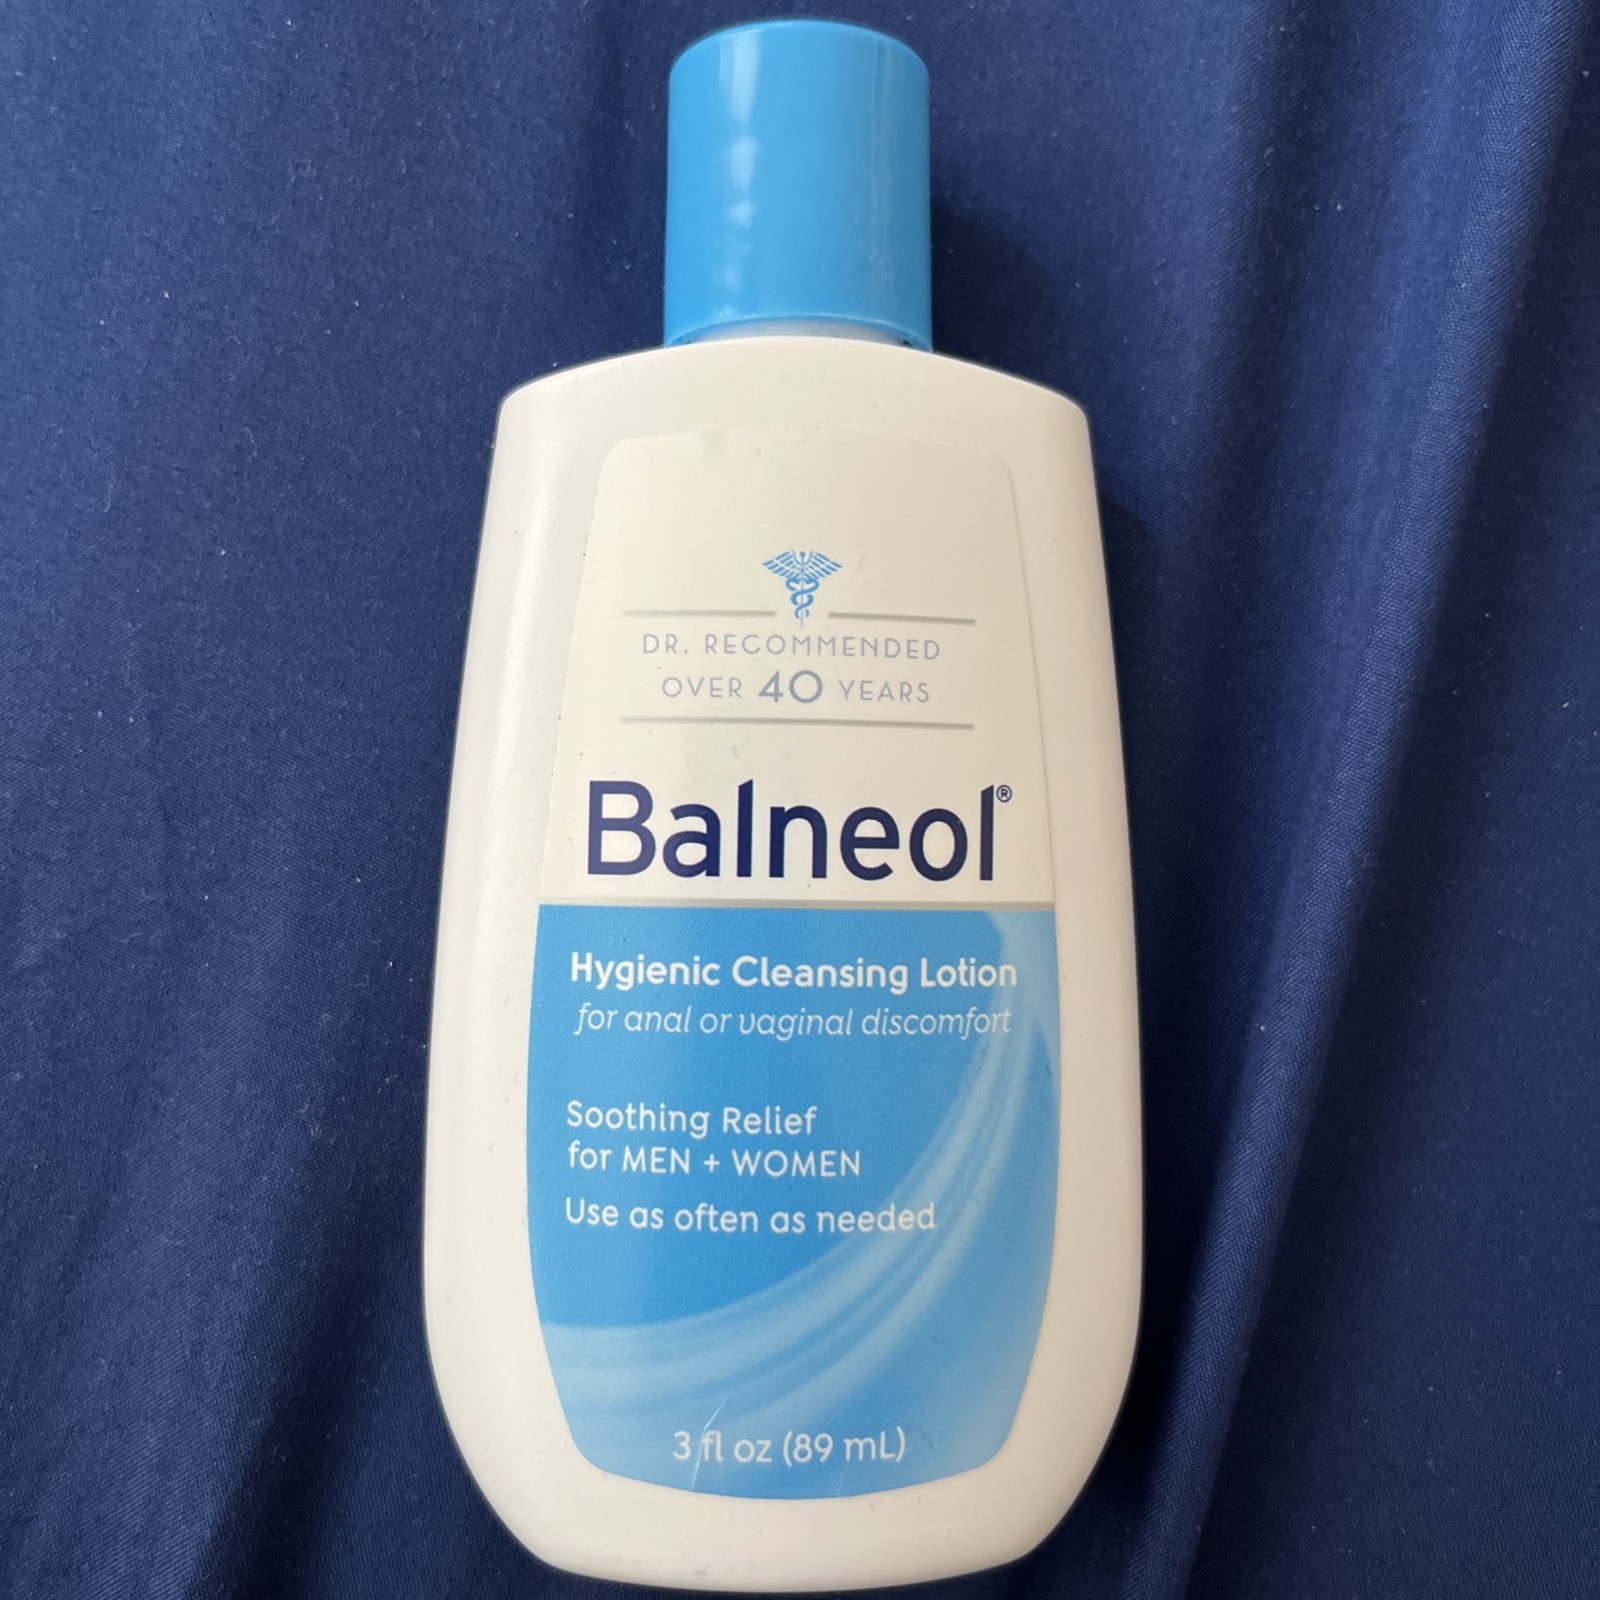 DR. RECOMMENDED
OVER 40 YEARS
Balneol®
Hygienic Cleansing Lotion
for anal or vaginal discomfort
Soothing Relief
for MEN + WOMEN
Use as often as needed
3 fl oz (89 mL)